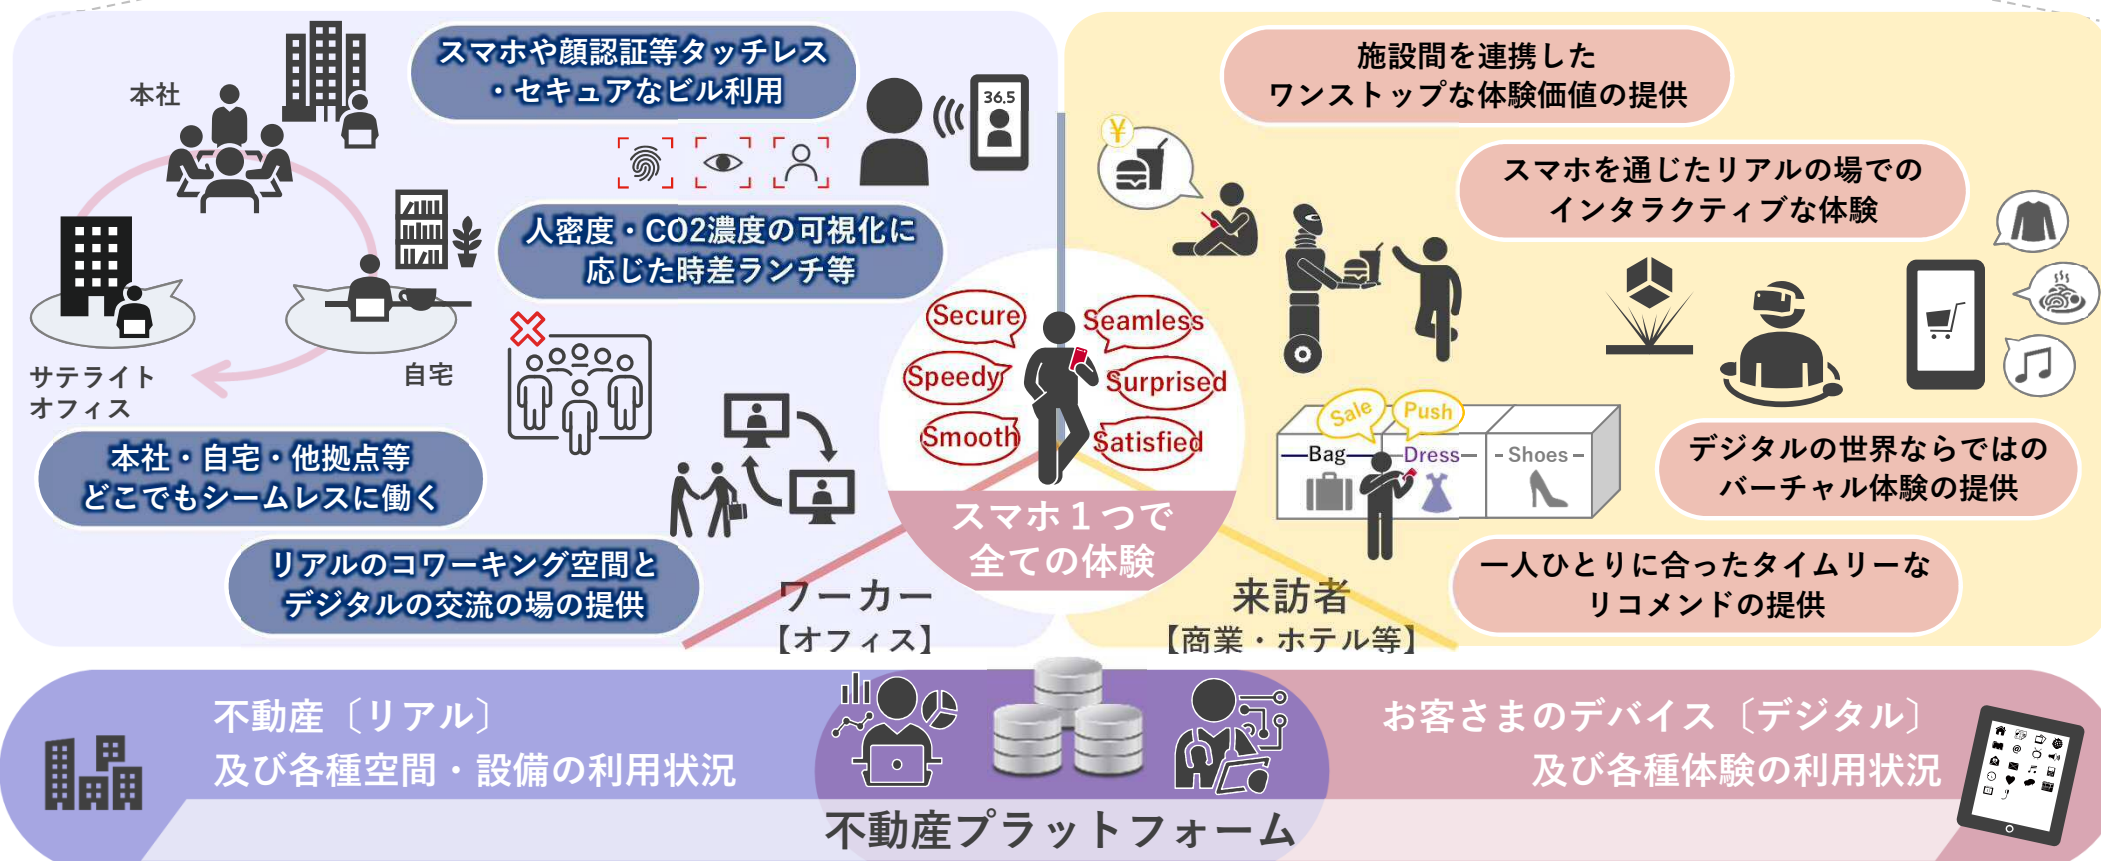 本社
スマホや顔認証等タッチレス
・セキュアなビル利用
36.5
人密度・CO2濃度の可視化に
応じた時差ランチ等
サテライト
オフィス
自宅
本社・自宅・他拠点等
どこでもシームレスに働く
リアルのコワーキング空間と
デジタルの交流の場の提供
ワーカー
【オフィス】
Secure
Speedy
Smooth
Seamless
Surprised
Satisfied
スマホ１つで
全ての体験
施設間を連携した
ワンストップな体験価値の提供
¥
スマホを通じたリアルの場での
インタラクティブな体験
Sale
Push
Bag
Dress
Shoes
デジタルの世界ならではの
バーチャル体験の提供
一人ひとりに合ったタイムリーな
リコメンドの提供
来訪者
【商業・ホテル等】
不動産〔リアル〕
及び各種空間・設備の利用状況
お客さまのデバイス〔デジタル〕
及び各種体験の利用状況
不動産プラットフォーム